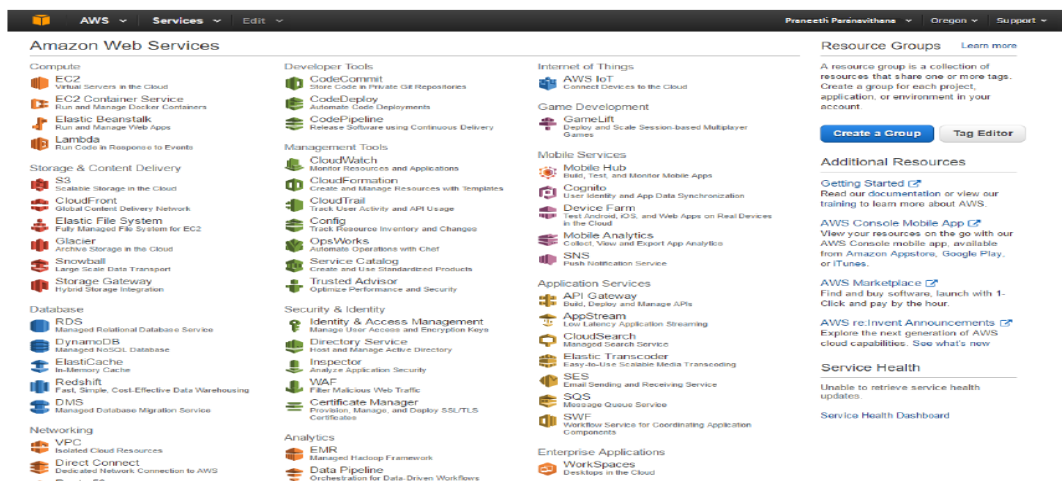 AWS Services Edit Praneeth Paranavithana Oregon Support
Amazon Web Services
Compute
EC2
Virtual Servers in the Cloud
EC2 Container Service
Run and Manage Docker Containers
Elastic Beanstalk
Run and Manage Web Apps
Lambda
Run Code in Response to Events
Storage & Content Delivery
S3
Scalable Storage in the Cloud
CloudFront
Global Content Delivery Network
Elastic File System
Fully Managed File System for EC2
Glacier
Archive Storage in the Cloud
Snowball
Large Scale Data Transport
Storage Gateway
Hybrid Storage Integration
Database
RDS
Managed Relational Database Service
DynamoDB
Managed NoSQL Database
ElastiCache
In-Memory Cache
Redshift
Fast, Simple, Cost-Effective Data Warehousing
DMS
Managed Database Migration Service
Networking
VPC
Isolated Cloud Resources
Direct Connect
Dedicated Network Connection to AWS
Developer Tools
CodeCommit
Store Code in Private Git Repositories
CodeDeploy
Automate Code Deployments
CodePipeline
Release Software using Continuous Delivery
Management Tools
CloudWatch
Monitor Resources and Applications
CloudFormation
Create and Manage Resources with Templates
CloudTrail
Track User Activity and API Usage
Config
Track Resource Inventory and Changes
OpsWorks
Automate Operations with Chef
Service Catalog
Create and Use Standardized Products
Trusted Advisor
Optimize Performance and Security
Security & Identity
Identity & Access Management
Manage User Access and Encryption Keys
Directory Service
Host and Manage Active Directory
Inspector
Analyze Application Security
WAF
Filter Malicious Web Traffic
Certificate Manager
Provision, Manage, and Deploy SSL/TLS
Certificates
Analytics
EMR
Managed Hadoop Framework
Data Pipeline
Orchestration for Data-Driven Workflows
Internet of Things
AWS IoT
Connect Devices to the Cloud
Game Development
GameLift
Deploy and Scale Session-based Multiplayer
Games
Mobile Services
Mobile Hub
Build, Test, and Monitor Mobile Apps
Cognito
User Identity and App Data Synchronization
Device Farm
Test Android, iOS, and Web Apps on Real Devices
in the Cloud
Mobile Analytics
Collect, View and Export App Analytics
SNS
Push Notification Service
Application Services
API Gateway
Build, Deploy and Manage APIs
AppStream
Low Latency Application Streaming
CloudSearch
Managed Search Service
Elastic Transcoder
Easy-to-Use Scalable Media Transcoding
SES
Email Sending and Receiving Service
SQS
Message Queue Service
SWF
Workflow Service for Coordinating Application
Components
Enterprise Applications
WorkSpaces
Desktops in the Cloud
Resource Groups Learn more
A resource group is a collection of
resources that share one or more tags.
Create a group for each project,
application, or environment in your
account.
Create a Group Tag Editor
Additional Resources
Getting Started
Read our documentation or view our
training to learn more about AWS.
AWS Console Mobile App
View your resources on the go with our
AWS Console mobile app, available
from Amazon Appstore, Google Play,
or iTunes.
AWS Marketplace
Find and buy software, launch with 1-
Click and pay by the hour.
AWS re:Invent Announcements
Explore the next generation of AWS
cloud capabilities. See what's new
Service Health
Unable to retrieve service health
updates.
Service Health Dashboard